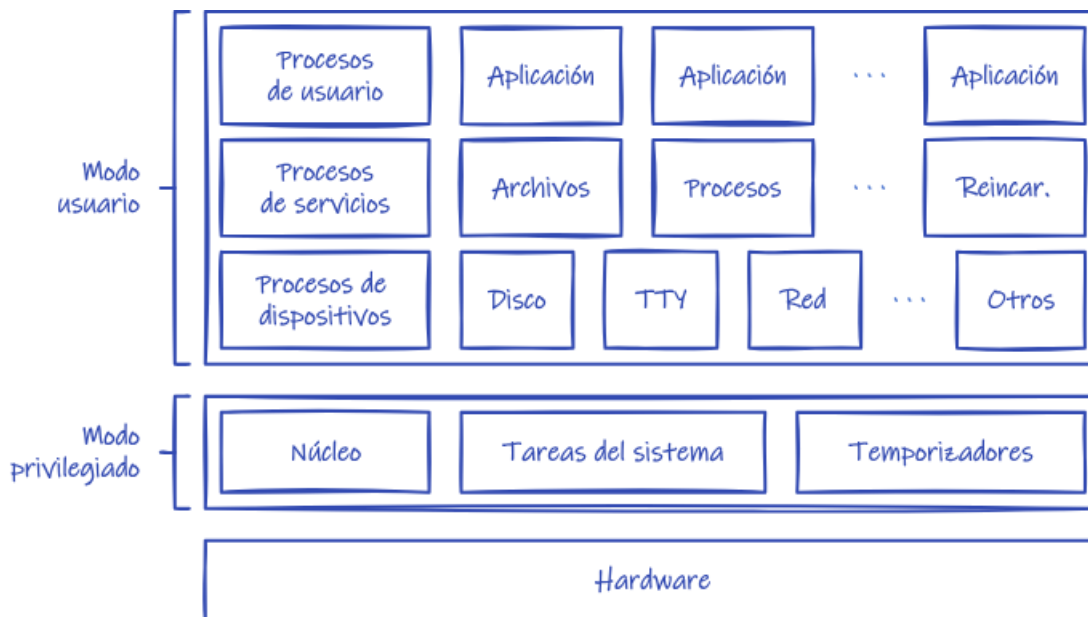 Procesos
de usuario
Aplicación
Aplicación
...
Aplicación
Modo
usuario
Procesos
de servicios
Archivos
Procesos
...
Reincar.
Procesos de
dispositivos
Disco
TTY
Red
...
Otros
Modo
privilegiado
Núcleo
Tareas del sistema
Temporizadores
Hardware